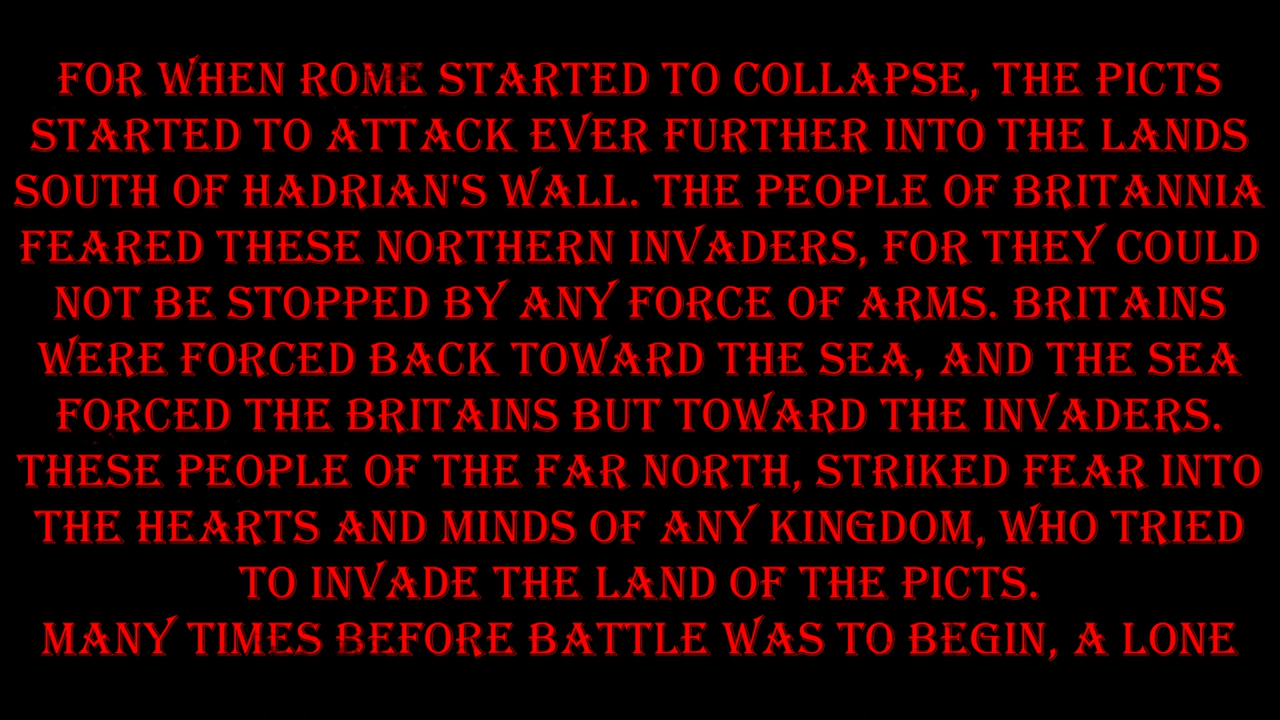 FOR WHEN ROME STARTED TO COLLAPSE, THE PICTS
STARTED TO ATTACK EVER FURTHER INTO THE LANDS
SOUTH OF HADRIAN'S WALL. THE PEOPLE OF BRITANNIA
FEARED THESE NORTHERN INVADERS, FOR THEY COULD
NOT BE STOPPED BY ANY FORCE OF ARMS. BRITAINS
WERE FORCED BACK TOWARD THE SEA, AND THE SEA
FORCED THE BRITAINS BUT TOWARD THE INVADERS.
THESE PEOPLE OF THE FAR NORTH, STRIKED FEAR INTO
THE HEARTS AND MINDS OF ANY KINGDOM, WHO TRIED
TO INVADE THE LAND OF THE PICTS.
MANY TIMES BEFORE BATTLE WAS TO BEGIN, A LONE